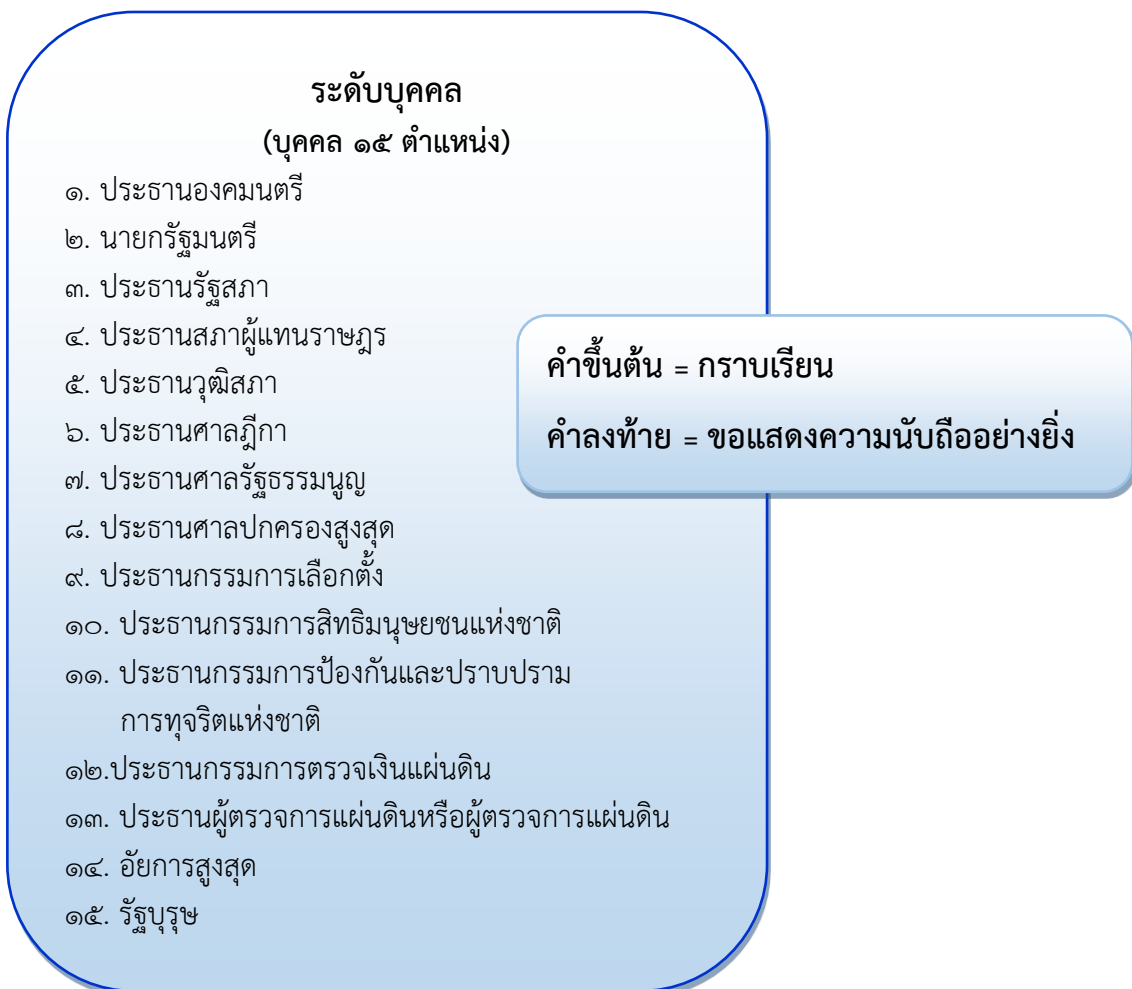 ระดับบุคคล
(บุคคล ๑๕ ตำแหน่ง)
๑. ประธานองคมนตรี
๒. นายกรัฐมนตรี
๓. ประธานรัฐสภา
๔. ประธานสภาผู้แทนราษฎร
๕. ประธานวุฒิสภา
๖. ประธานศาลฎีกา
๗. ประธานศาลรัฐธรรมนูญ
๘. ประธานศาลปกครองสูงสุด
๙. ประธานกรรมการเลือกตั้ง
๑๐. ประธานกรรมการสิทธิมนุษยชนแห่งชาติ
๑๑. ประธานกรรมการป้องกันและปราบปราม
การทุจริตแห่งชาติ
๑๒.ประธานกรรมการตรวจเงินแผ่นดิน
๑๓. ประธานผู้ตรวจการแผ่นดินหรือผู้ตรวจการแผ่นดิน
๑๔. อัยการสูงสุด
๑๕. รัฐบุรุษ
คำขึ้นต้น = กราบเรียน
คำลงท้าย = ขอแสดงความนับถืออย่างยิ่ง